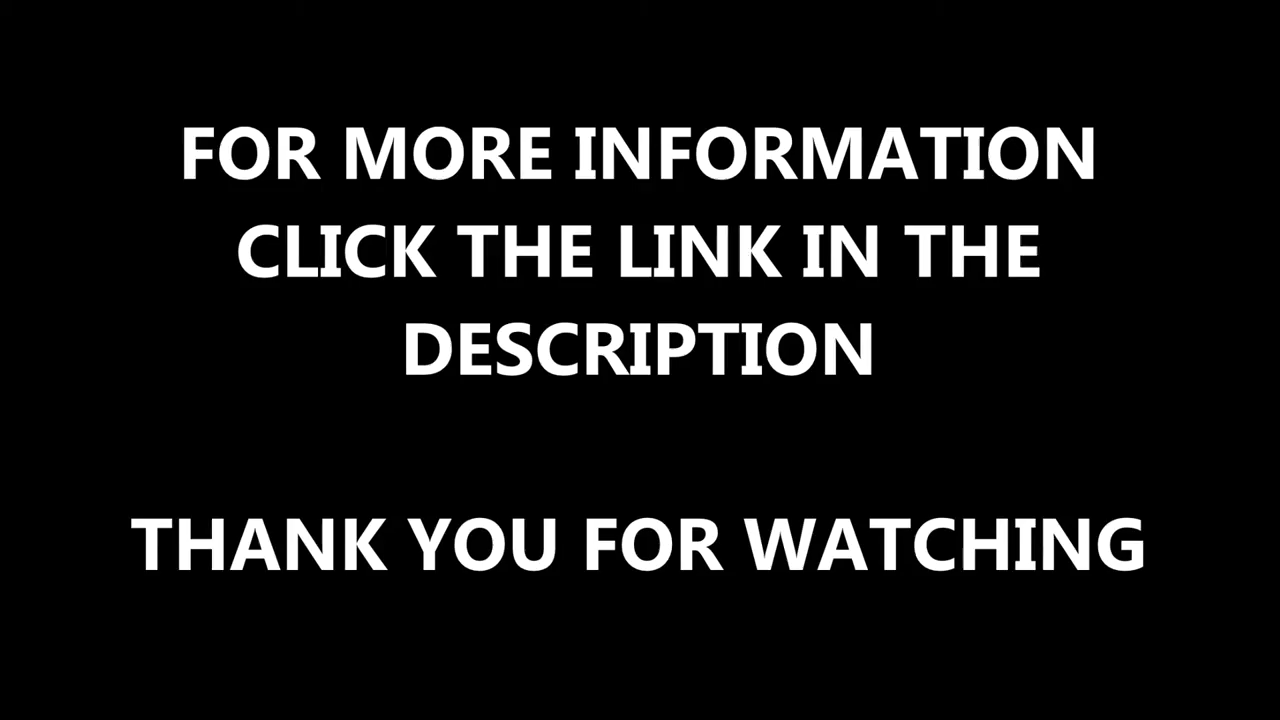 FOR MORE INFORMATION
CLICK THE LINK IN THE
DESCRIPTION
THANK YOU FOR WATCHING